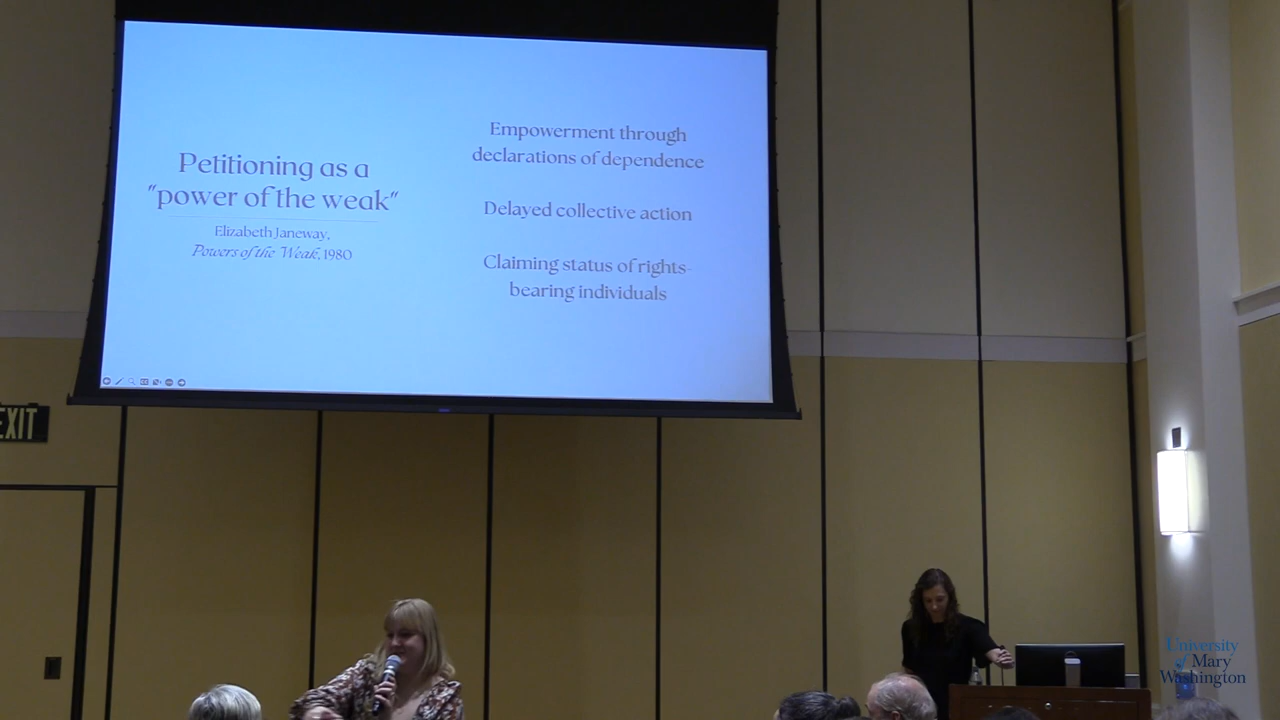 Petitioning as a
"power of the weak"
Elizabeth Janeway,
Powers of the Weak, 1980
Empowerment through
declarations of dependence
Delayed collective action
Claiming status of rights-
bearing individuals
EXIT
University
of Mary
Washington